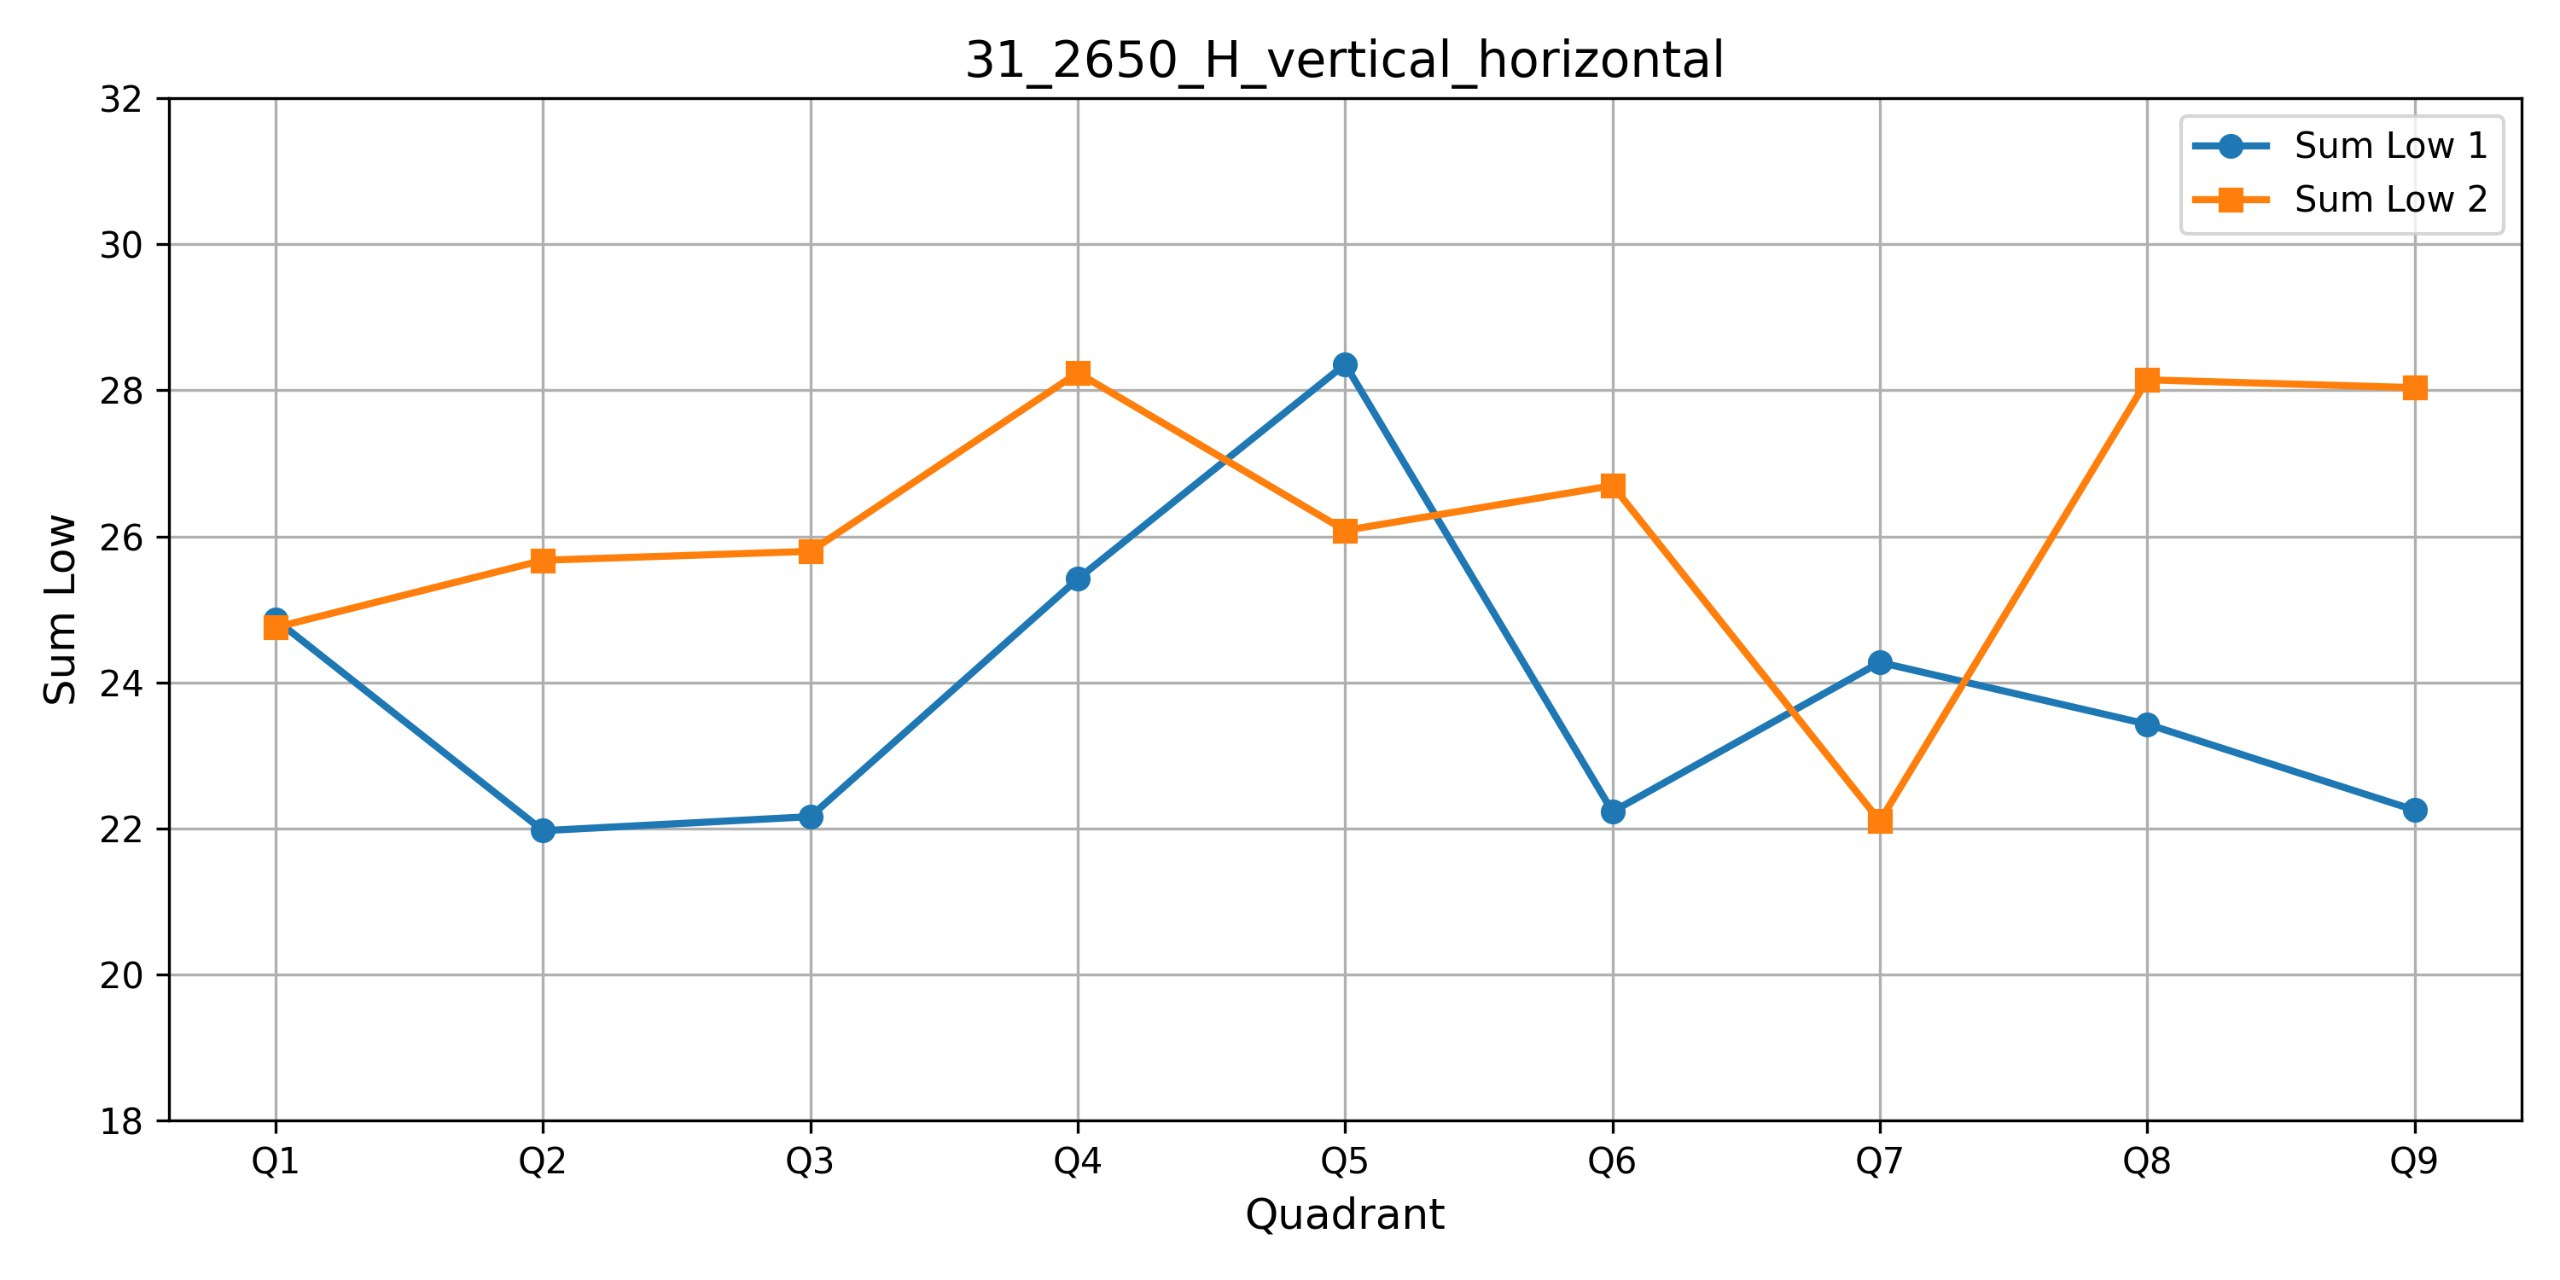 31_2650_H_vertical_horizontal
Sum Low 1
Sum Low 2
Sum Low
32
30
28
26
24
22
20
18
Q1 Q2 Q3 Q4 Q5 Q6 Q7 Q8 Q9
Quadrant